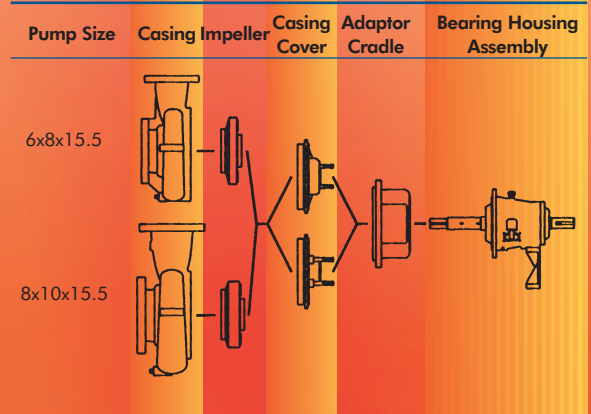 Pump Size
Casing
Impeller
Casing
Cover
Adaptor
Cradle
Bearing Housing
Assembly
6x8x15.5
8x10x15.5